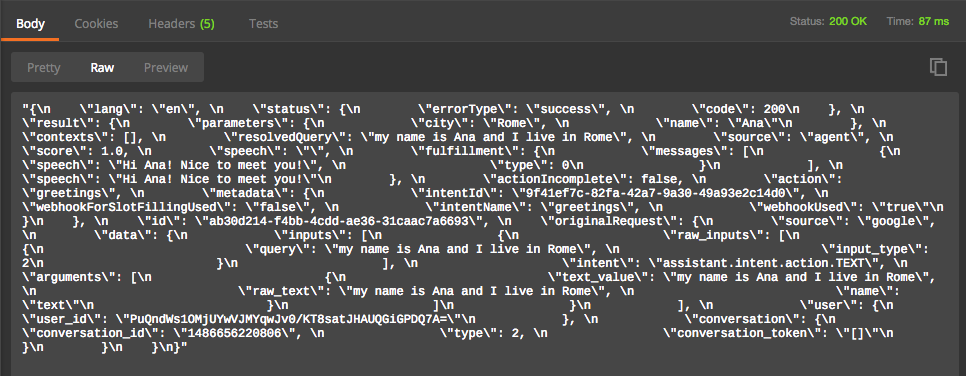 Body Cookies Headers (5) Tests Status: 200 OK Time: 87 ms
Pretty Raw Preview
"{\n    \"lang\": \"en\", \n    \"status\": {\n        \"errorType\": \"success\", \n        \"code\": 200\n    }, \n
\"result\": {\n        \"parameters\": {\n            \"city\": \"Rome\", \n            \"name\": \"Ana\"\n        }, \n
\"contexts\": [], \n        \"resolvedQuery\": \"my name is Ana and I live in Rome\", \n        \"source\": \"agent\", \n
\"score\": 1.0, \n        \"speech\": \"\", \n        \"fulfillment\": {\n            \"messages\": [\n                {\n
\"speech\": \"Hi Ana! Nice to meet you!\", \n                    \"type\": 0\n                }\n            ], \n
\"speech\": \"Hi Ana! Nice to meet you!\"\n        }, \n        \"actionIncomplete\": false, \n        \"action\":
\"greetings\", \n        \"metadata\": {\n            \"intentId\": \"9f41ef7c-82fa-42a7-9a30-49a93e2c14d0\", \n
\"webhookForSlotFillingUsed\": \"false\", \n            \"intentName\": \"greetings\", \n            \"webhookUsed\": \"true\"\n
}\n    }, \n    \"id\": \"ab30d214-f4bb-4cdd-ae36-31caac7a6693\", \n    \"originalRequest\": {\n        \"source\": \"google\",
\n        \"data\": {\n            \"inputs\": [\n                {\n                    \"raw_inputs\": [\n
{\n                            \"query\": \"my name is Ana and I live in Rome\", \n                            \"input_type\":
2\n                        }\n                    ], \n                    \"intent\": \"assistant.intent.action.TEXT\", \n
\"arguments\": [\n                        {\n                            \"text_value\": \"my name is Ana and I live in Rome\",
\n                            \"raw_text\": \"my name is Ana and I live in Rome\", \n                            \"name\":
\"text\"\n                        }\n                    ]\n                }\n            ], \n            \"user\": {\n
\"user_id\": \"PuQndWs1OMjUYwVJMYqwJv0/KT8satJHAUQGiGPDQ7A=\"\n            }, \n            \"conversation\": {\n
\"conversation_id\": \"1486656220806\", \n                \"type\": 2, \n                \"conversation_token\": \"[]\"\n
}\n        }\n    }\n}"